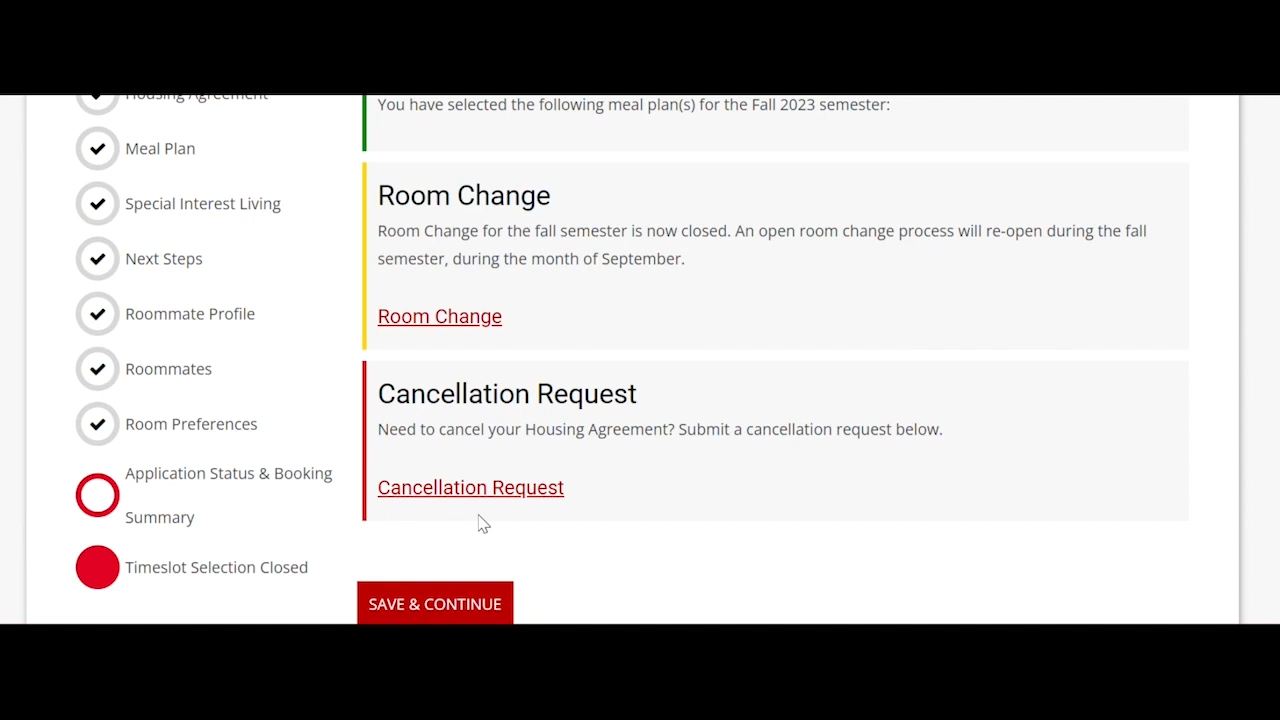 Housing Agreement
Meal Plan
Special Interest Living
Next Steps
Roommate Profile
Roommates
Room Preferences
Application Status & Booking
Summary
Timeslot Selection Closed
You have selected the following meal plan(s) for the Fall 2023 semester:
Room Change
Room Change for the fall semester is now closed. An open room change process will re-open during the fall
semester, during the month of September.
Room Change
Cancellation Request
Need to cancel your Housing Agreement? Submit a cancellation request below.
Cancellation Request
SAVE & CONTINUE